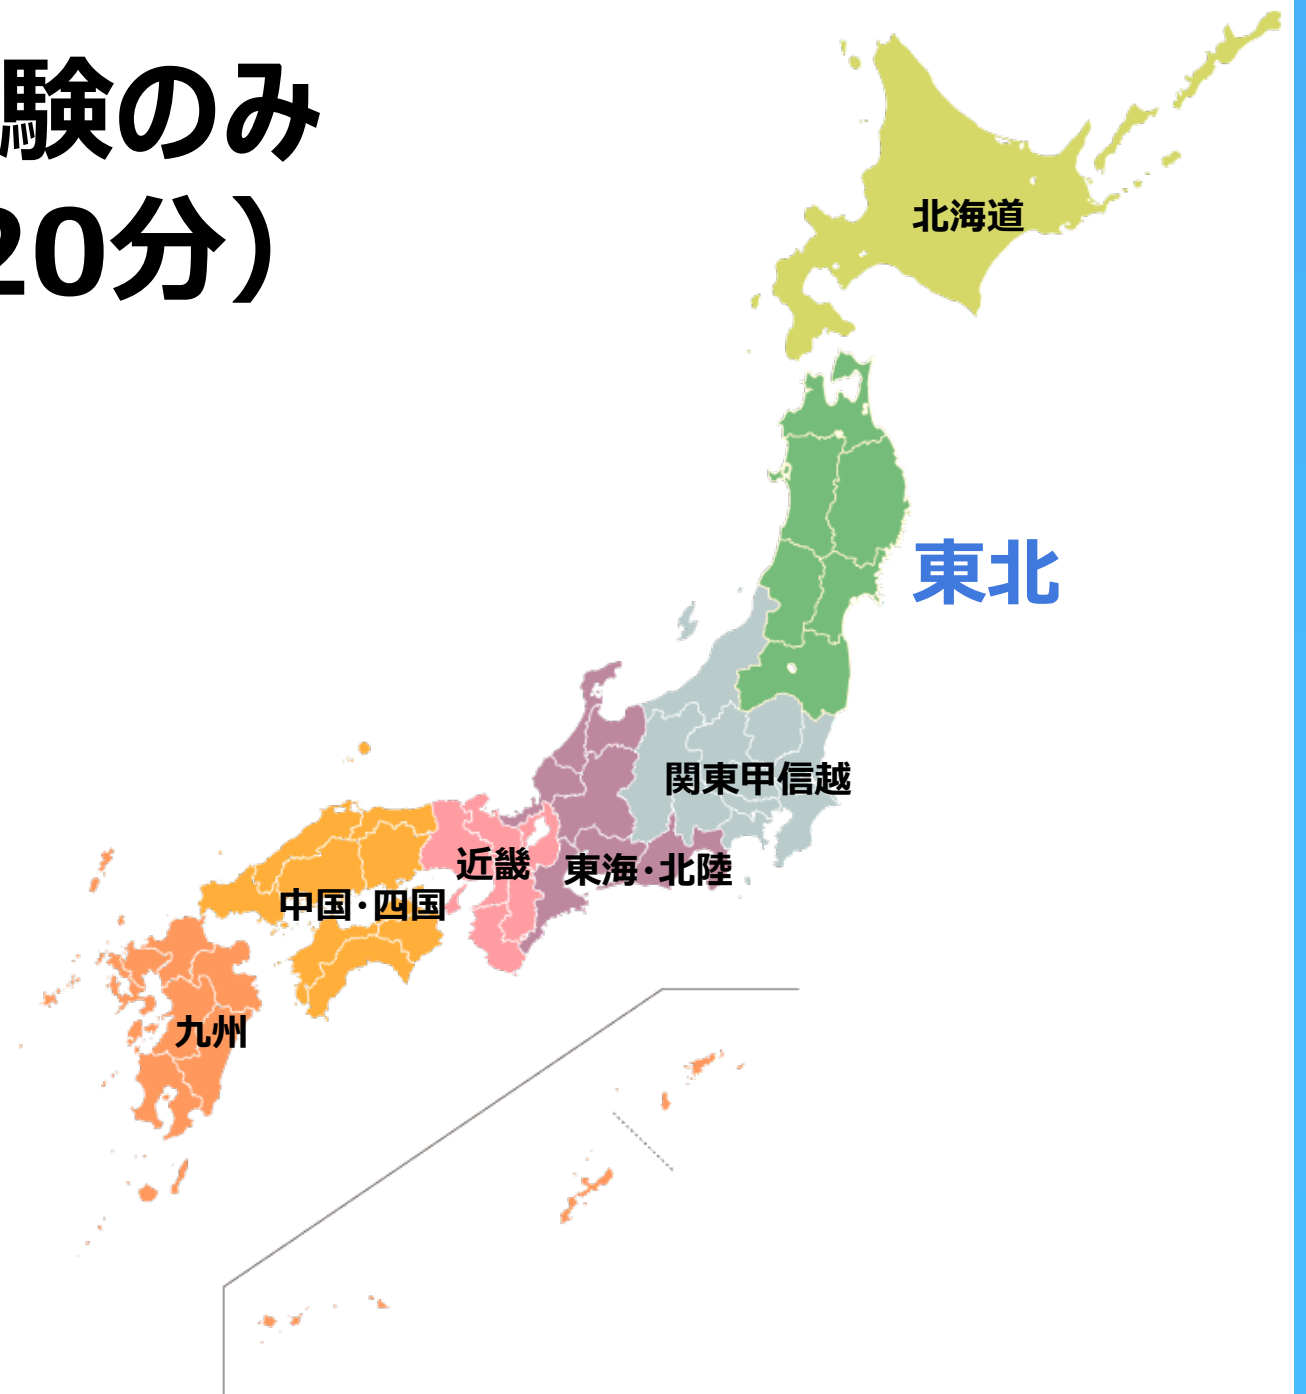 験のみ
20分）
北海道
東北
関東甲信越
近畿
東海・北陸
中国・四国
九州